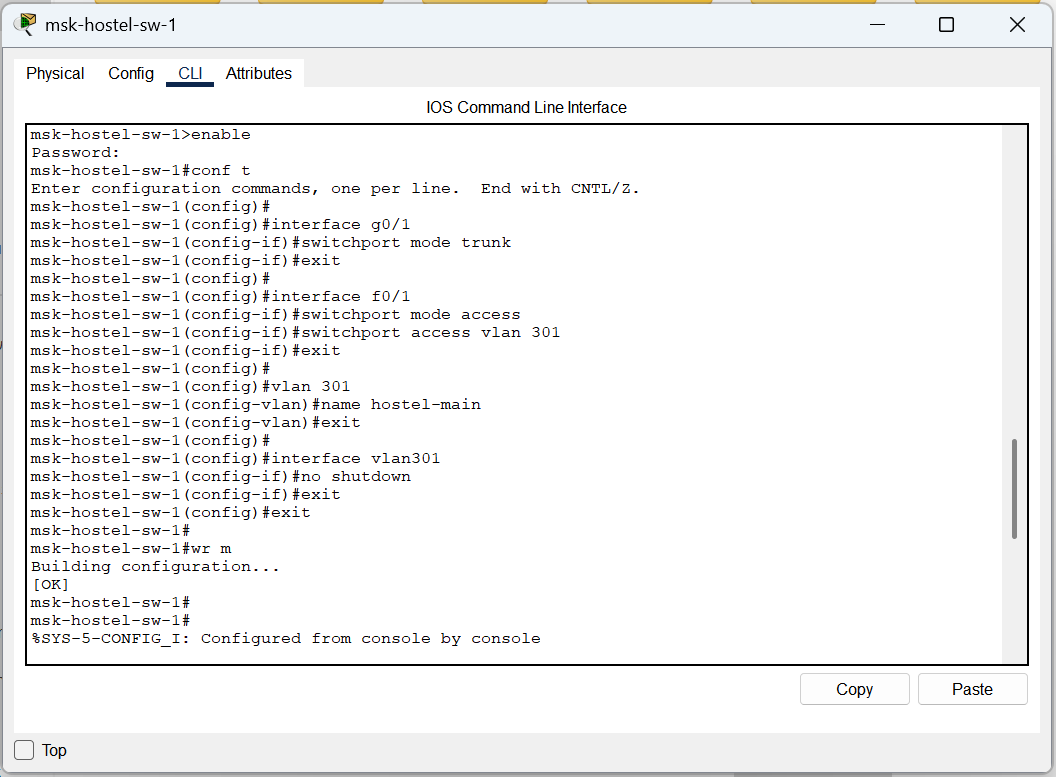 msk-hostel-sw-1
Physical Config CLI Attributes
IOS Command Line Interface
msk-hostel-sw-1>enable
Password:
msk-hostel-sw-1#conf t
Enter configuration commands, one per line.  End with CNTL/Z.
msk-hostel-sw-1(config)#
msk-hostel-sw-1(config)#interface g0/1
msk-hostel-sw-1(config-if)#switchport mode trunk
msk-hostel-sw-1(config-if)#exit
msk-hostel-sw-1(config)#
msk-hostel-sw-1(config)#interface f0/1
msk-hostel-sw-1(config-if)#switchport mode access
msk-hostel-sw-1(config-if)#switchport access vlan 301
msk-hostel-sw-1(config-if)#exit
msk-hostel-sw-1(config)#
msk-hostel-sw-1(config)#vlan 301
msk-hostel-sw-1(config-vlan)#name hostel-main
msk-hostel-sw-1(config-vlan)#exit
msk-hostel-sw-1(config)#
msk-hostel-sw-1(config)#interface vlan301
msk-hostel-sw-1(config-if)#no shutdown
msk-hostel-sw-1(config-if)#exit
msk-hostel-sw-1(config)#exit
msk-hostel-sw-1#
msk-hostel-sw-1#wr m
Building configuration...
[OK]
msk-hostel-sw-1#
msk-hostel-sw-1#
%SYS-5-CONFIG_I: Configured from console by console
Copy Paste
Top